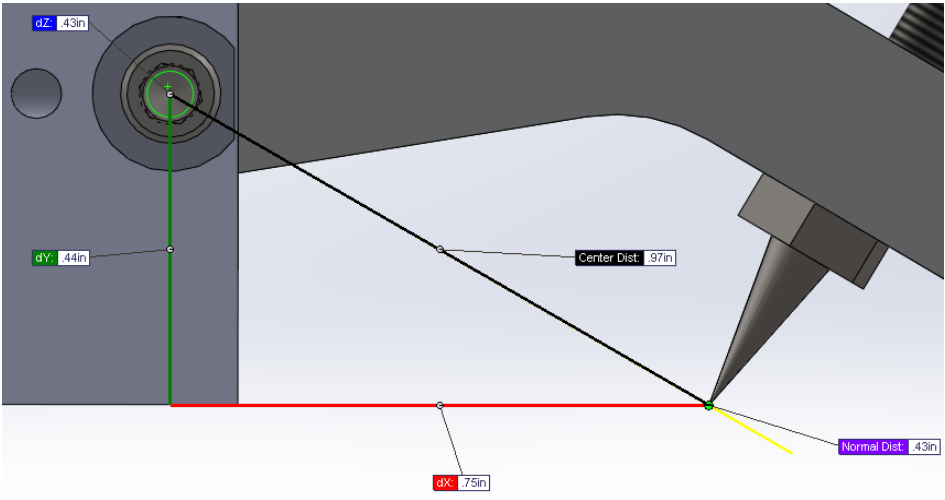 dZ: .43in
dY: .44in
Center Dist: .97in
Normal Dist: .43in
dX: .75in